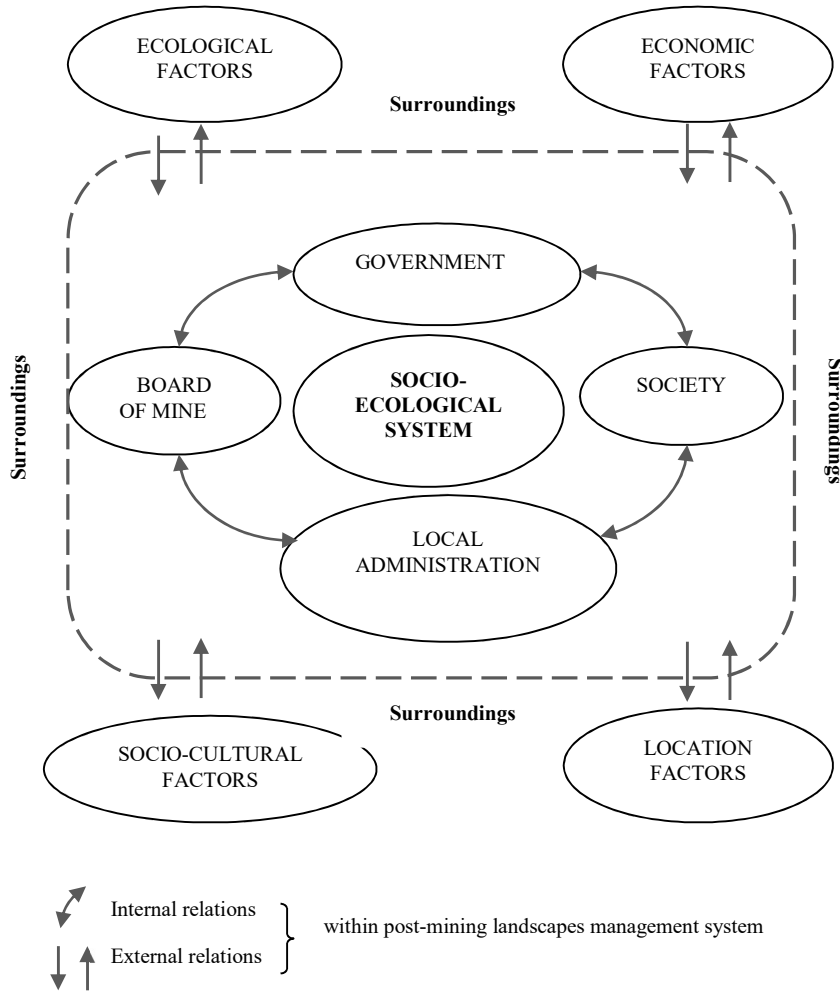 ECOLOGICAL
FACTORS
ECONOMIC
FACTORS
Surroundings
GOVERNMENT
Surroundings
BOARD
OF MINE
SOCIO-
ECOLOGICAL
SYSTEM
SOCIETY
Surroundings
LOCAL
ADMINISTRATION
Surroundings
SOCIO-CULTURAL
FACTORS
LOCATION
FACTORS
Internal relations
within post-mining landscapes management system
External relations